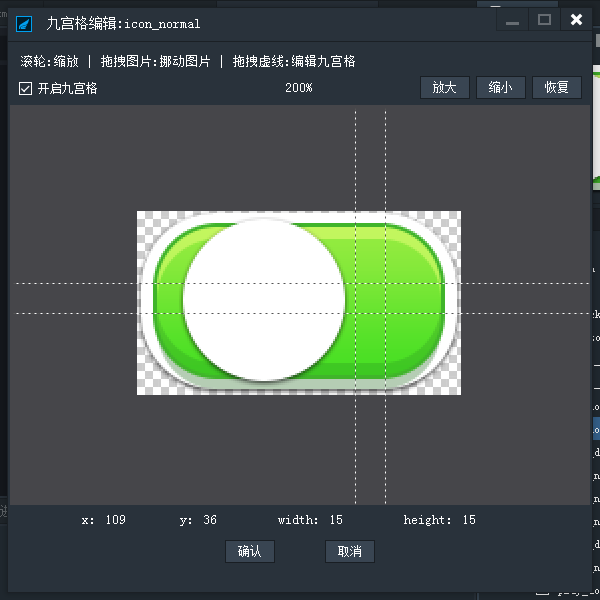 九宫格编辑:icon_normal
滚轮:缩放 | 拖拽图片:挪动图片 | 拖拽虚线:编辑九宫格
开启九宫格 200% 放大 缩小 恢复
x: 109 y: 36 width: 15 height: 15
确认 取消